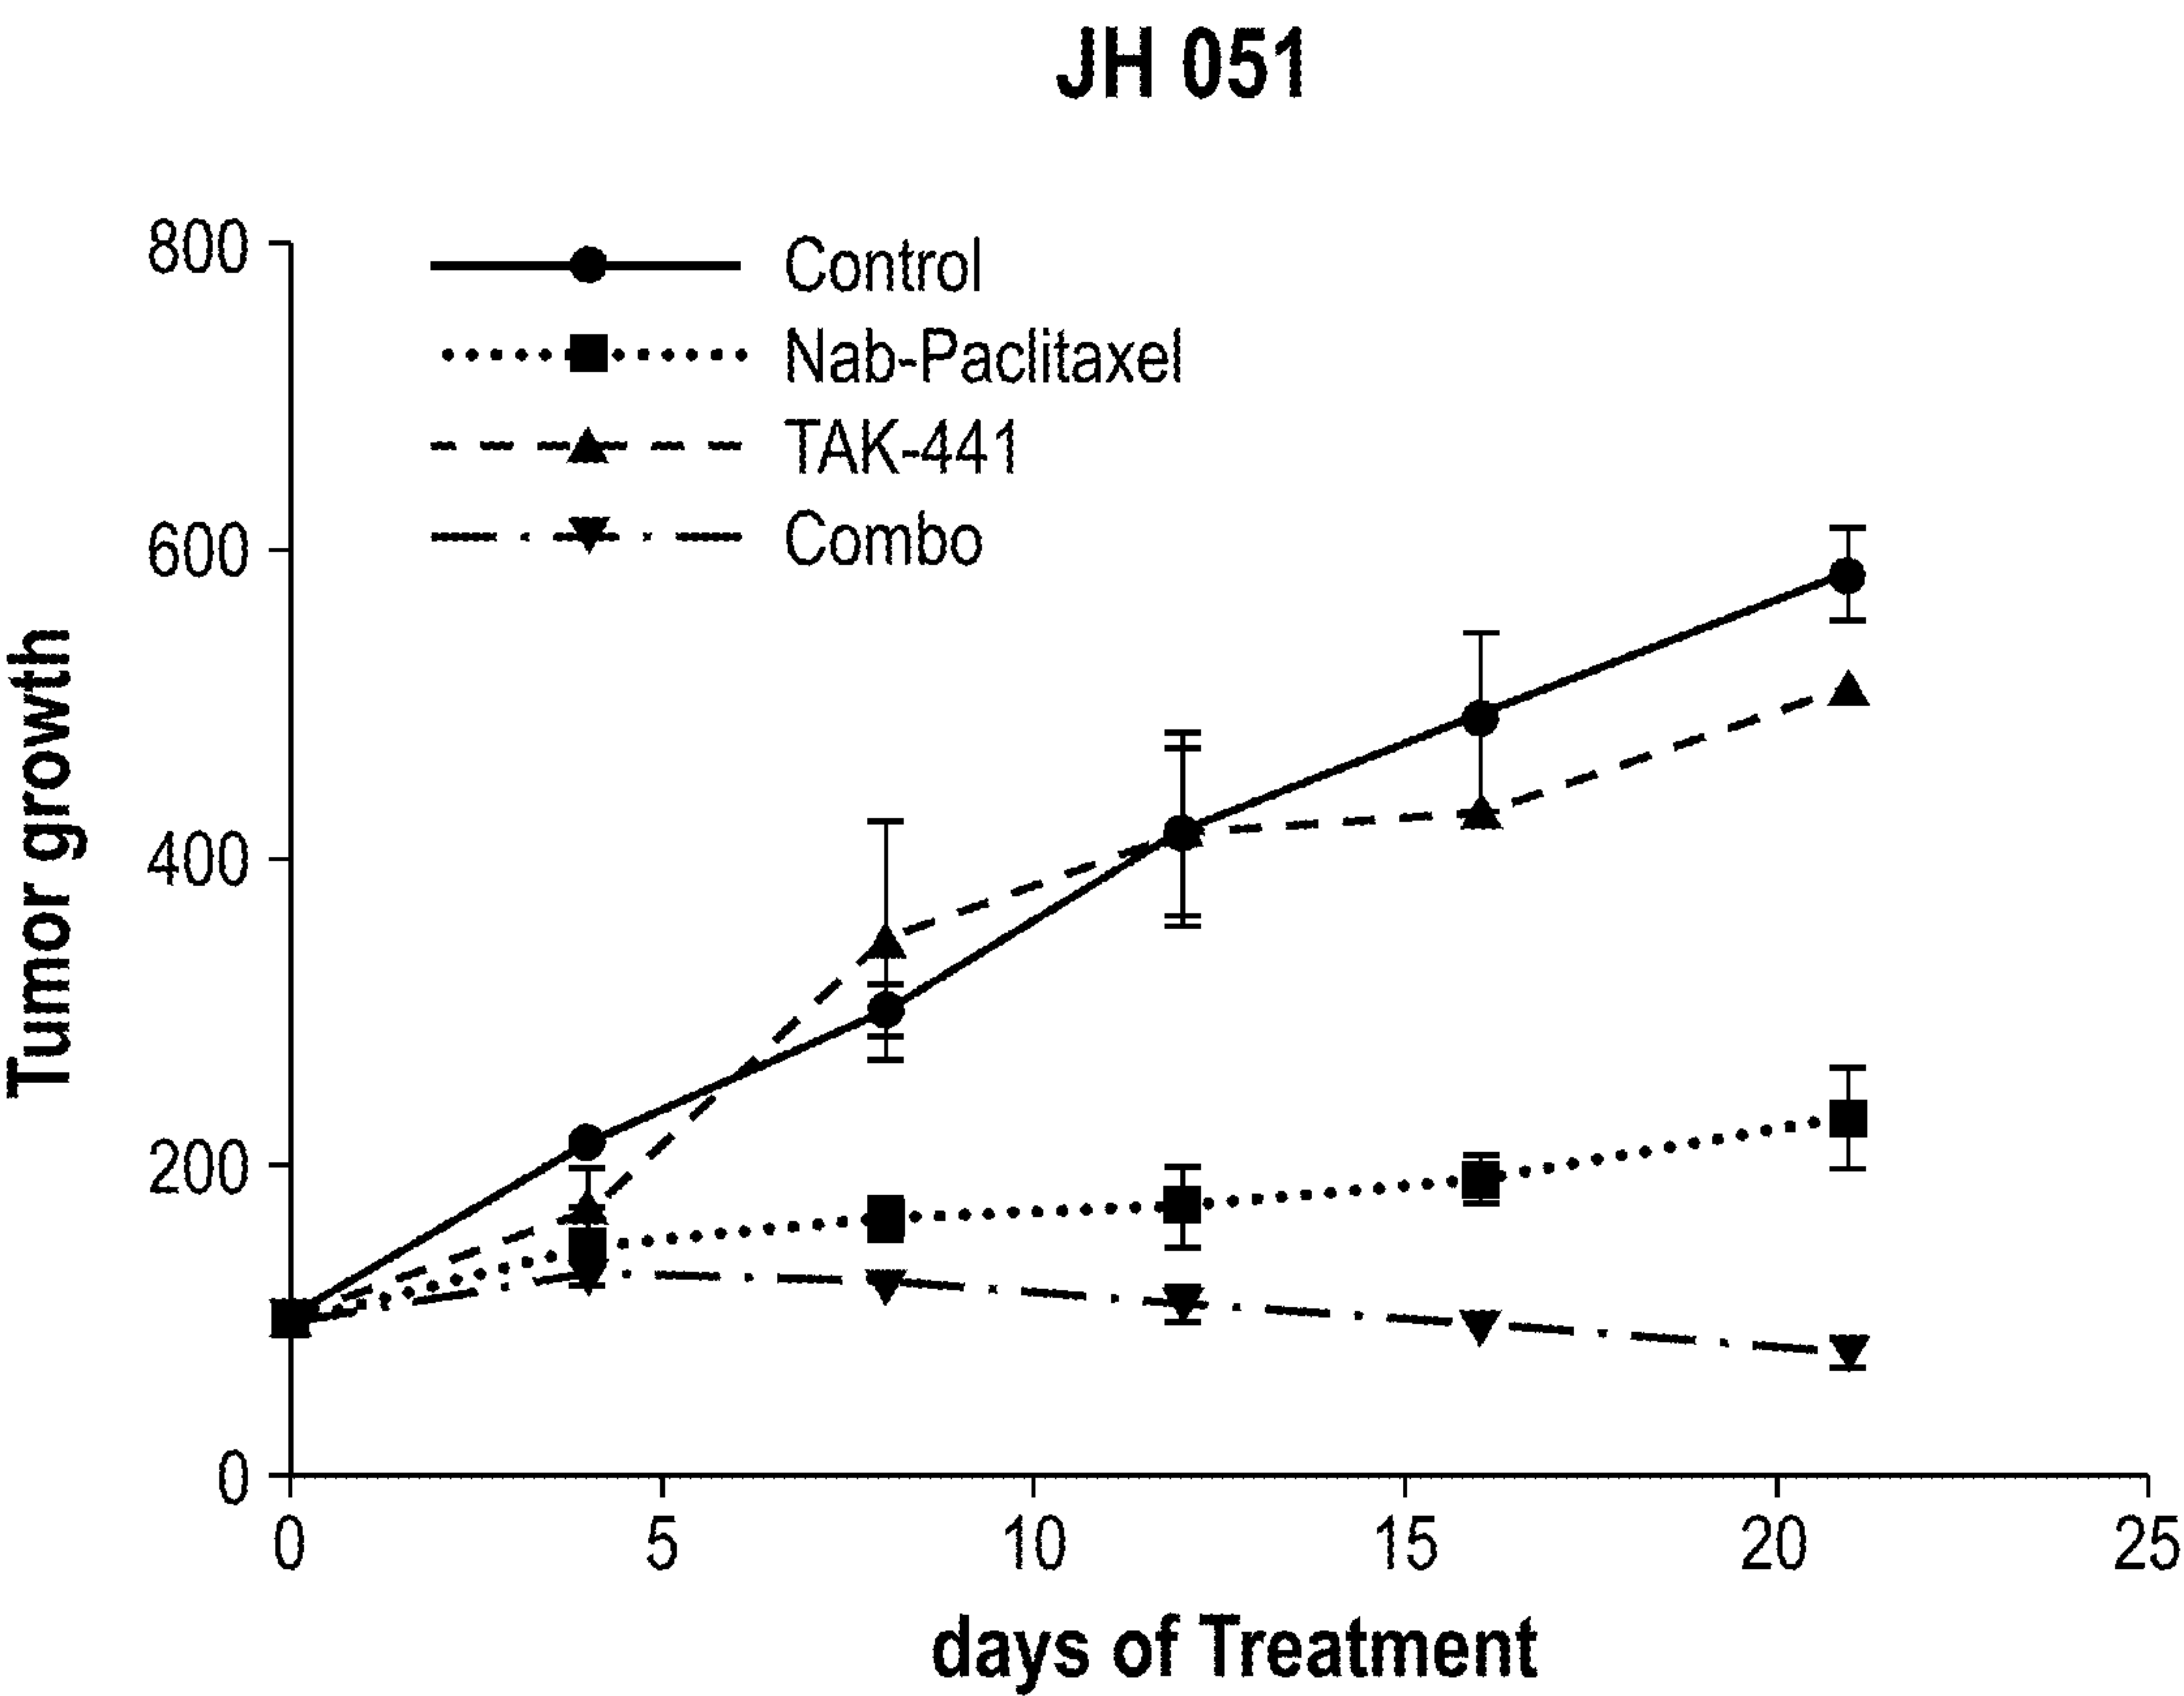 JH 051
800
600
400
200
0
Tumor growth
Control
Nab-Paclitaxel
TAK-441
Combo
0 5 10 15 20 25
days of Treatment